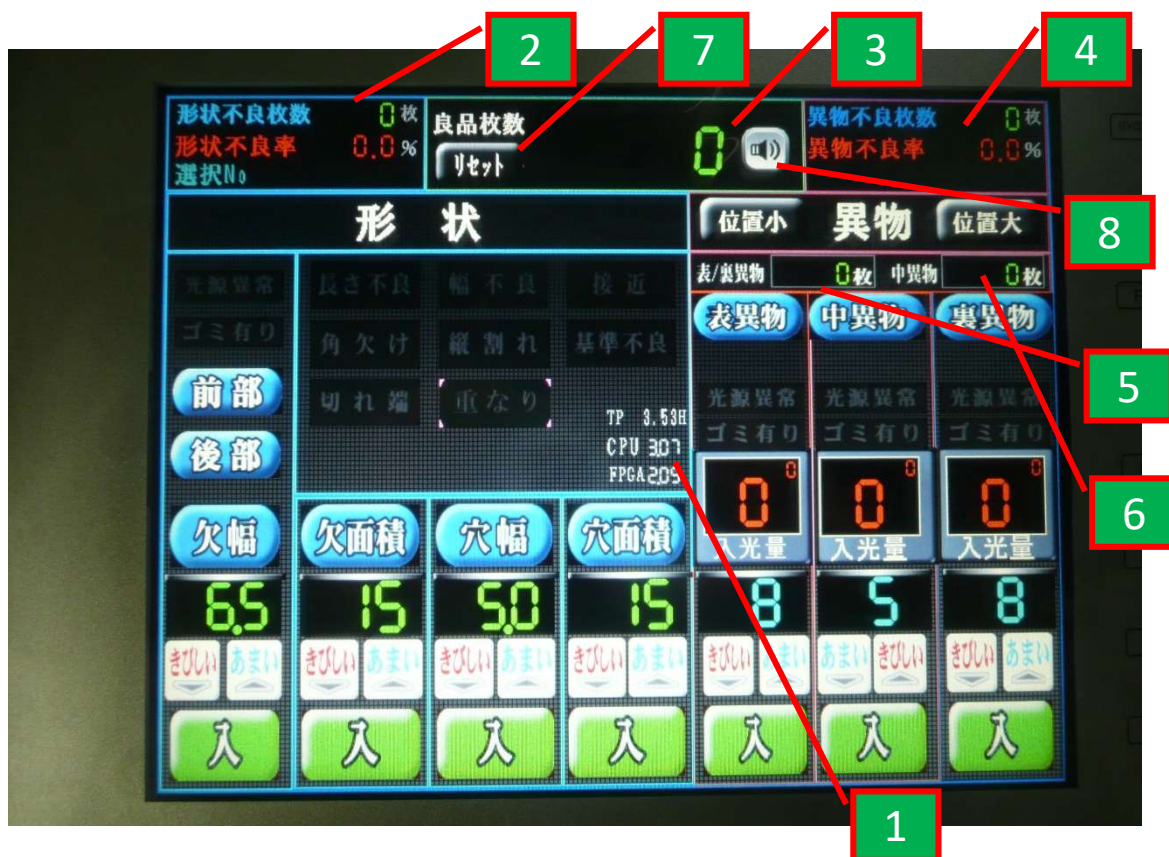 2
7
3
4
形状不良枚数 0枚
形状不良率 0.0%
選択No
良品枚数
リセット
0
異物不良枚数 0枚
異物不良率 0.0%
8
形 状
位置小 異物 位置大
表/裏異物 0枚 中異物 0枚
光源異常
ゴミ有り
前部
後部
長さ不良 幅不良 接近
角欠け 縦割れ 基準不良
切れ端 重なり
TP 3.53H
CPU 3.07
FPGA 2.09
表異物 中異物 裏異物
光源異常 光源異常 光源異常
ゴミ有り ゴミ有り ゴミ有り
0 0 0 0 0 0
入光量 入光量 入光量
5
6
欠幅 欠面積 穴幅 穴面積
6.5 15 5.0 15 8 5 8
きびしい あまい きびしい あまい きびしい あまい きびしい あまい きびしい あまい あまい きびしい きびしい あまい
入 入 入 入 入 入 入
1